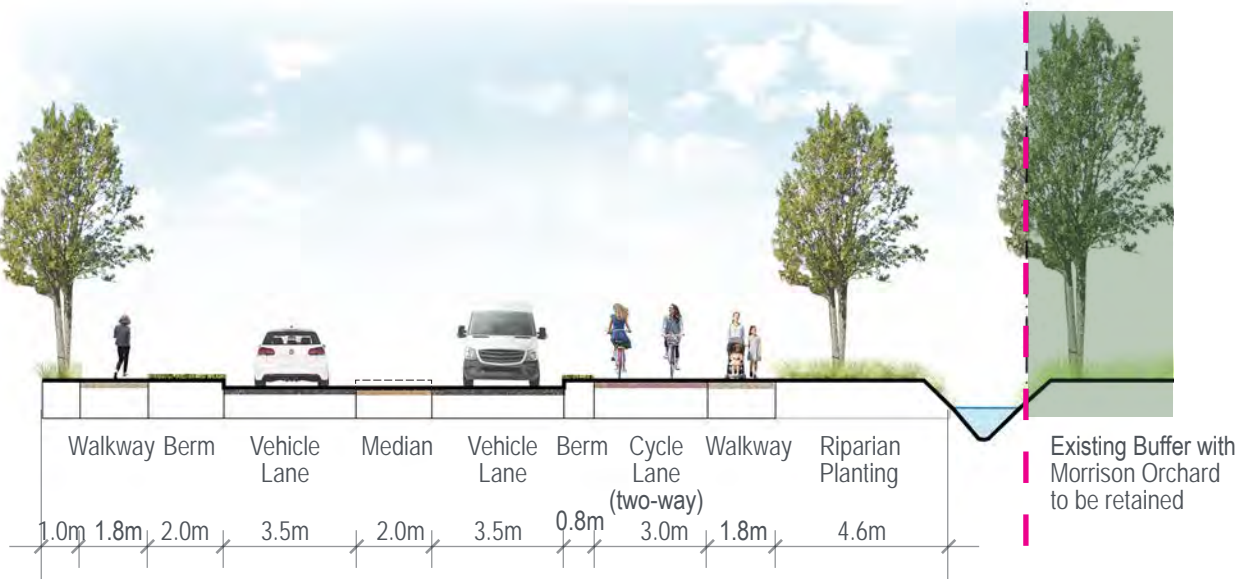 Walkway Berm Vehicle Median Vehicle Berm Cycle Walkway Riparian Existing Buffer with
Lane Lane Lane Planting Morrison Orchard
(two-way) to be retained
1.0m 1.8m 2.0m 3.5m 2.0m 3.5m 0.8m 3.0m 1.8m 4.6m